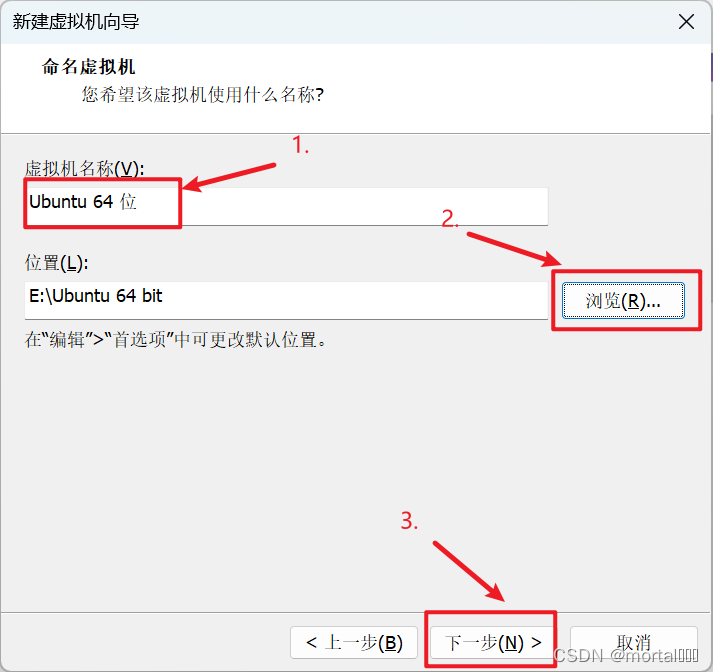 新建虚拟机向导
命名虚拟机
您希望该虚拟机使用什么名称?
1.
虚拟机名称(V):
Ubuntu 64 位
2.
位置(L):
E:\Ubuntu 64 bit
浏览(R)...
在“编辑”>“首选项”中可更改默认位置。
3.
< 上一步(B)
下一步(N) >
取消
CSDN @mortal